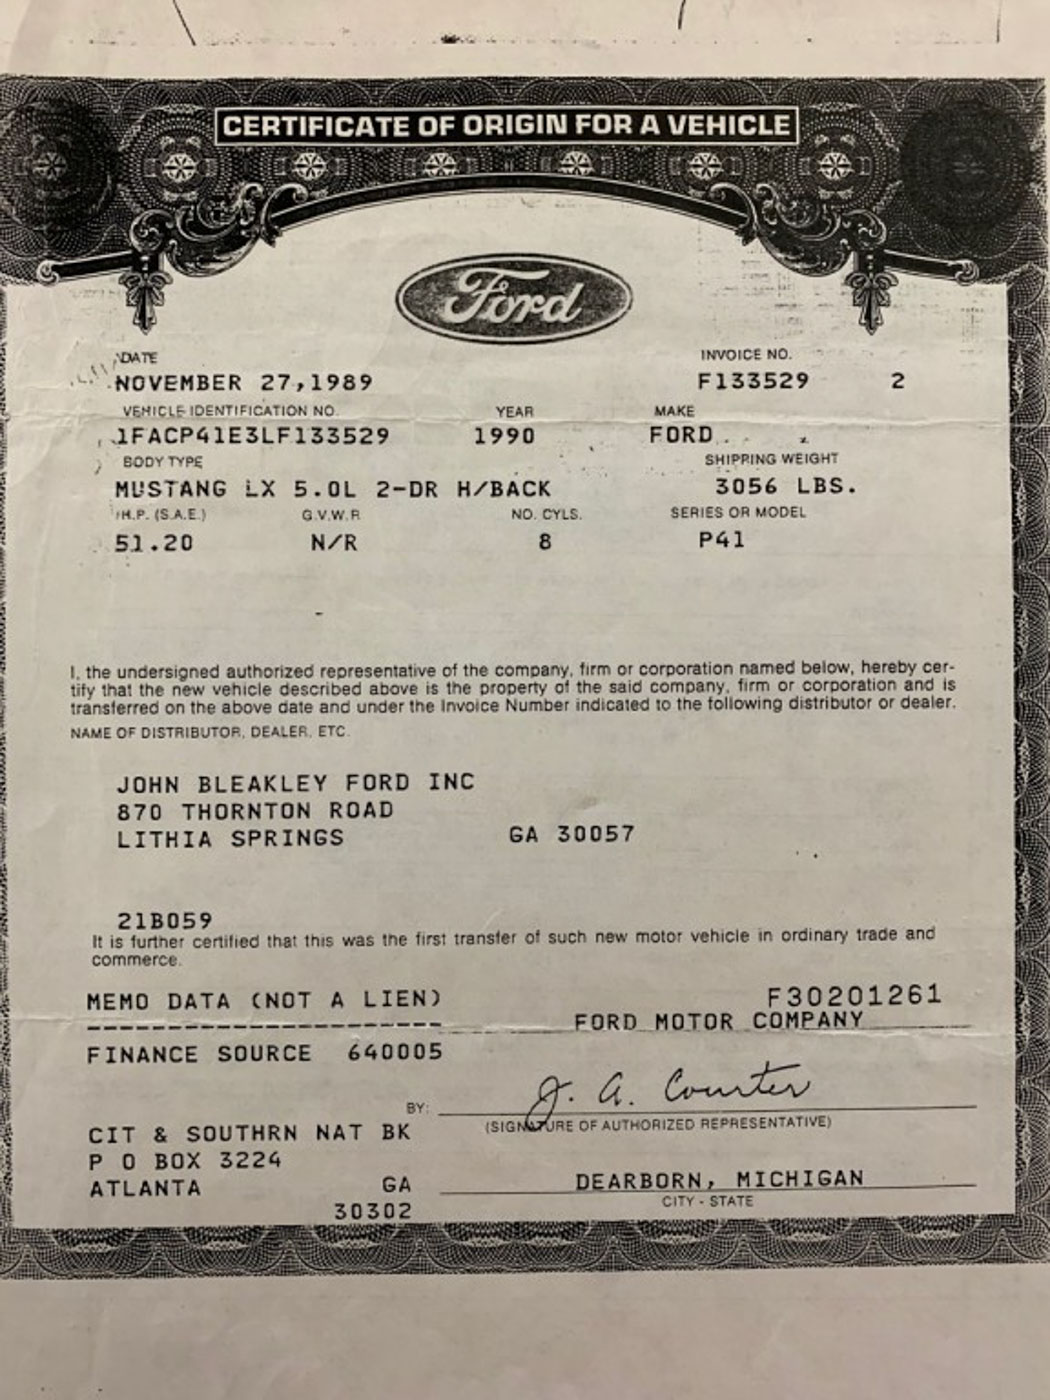 CERTIFICATE OF ORIGIN FOR A VEHICLE
Ford
DATE INVOICE NO.
NOVEMBER 27,1989 F133529 2
VEHICLE IDENTIFICATION NO. YEAR MAKE
1FACP41E3LF133529 1990 FORD
BODY TYPE SHIPPING WEIGHT
MUSTANG LX 5.0L 2-DR H/BACK 3056 LBS.
H.P. (S.A.E.) G.V.W.R NO. CYLS. SERIES OR MODEL
51.20 N/R 8 P41
I, the undersigned authorized representative of the company, firm or corporation named below, hereby cer-
tify that the new vehicle described above is the property of the said company, firm or corporation and is
transferred on the above date and under the Invoice Number indicated to the following distributor or dealer.
NAME OF DISTRIBUTOR, DEALER, ETC.
JOHN BLEAKLEY FORD INC
870 THORNTON ROAD
LITHIA SPRINGS GA 30057
21B059
It is further certified that this was the first transfer of such new motor vehicle in ordinary trade and
commerce.
MEMO DATA (NOT A LIEN) F30201261
FORD MOTOR COMPANY
FINANCE SOURCE 640005
J. A. Courter
BY:
(SIGNATURE OF AUTHORIZED REPRESENTATIVE)
CIT & SOUTHRN NAT BK
P O BOX 3224
DEARBORN, MICHIGAN
ATLANTA GA
CITY - STATE
30302